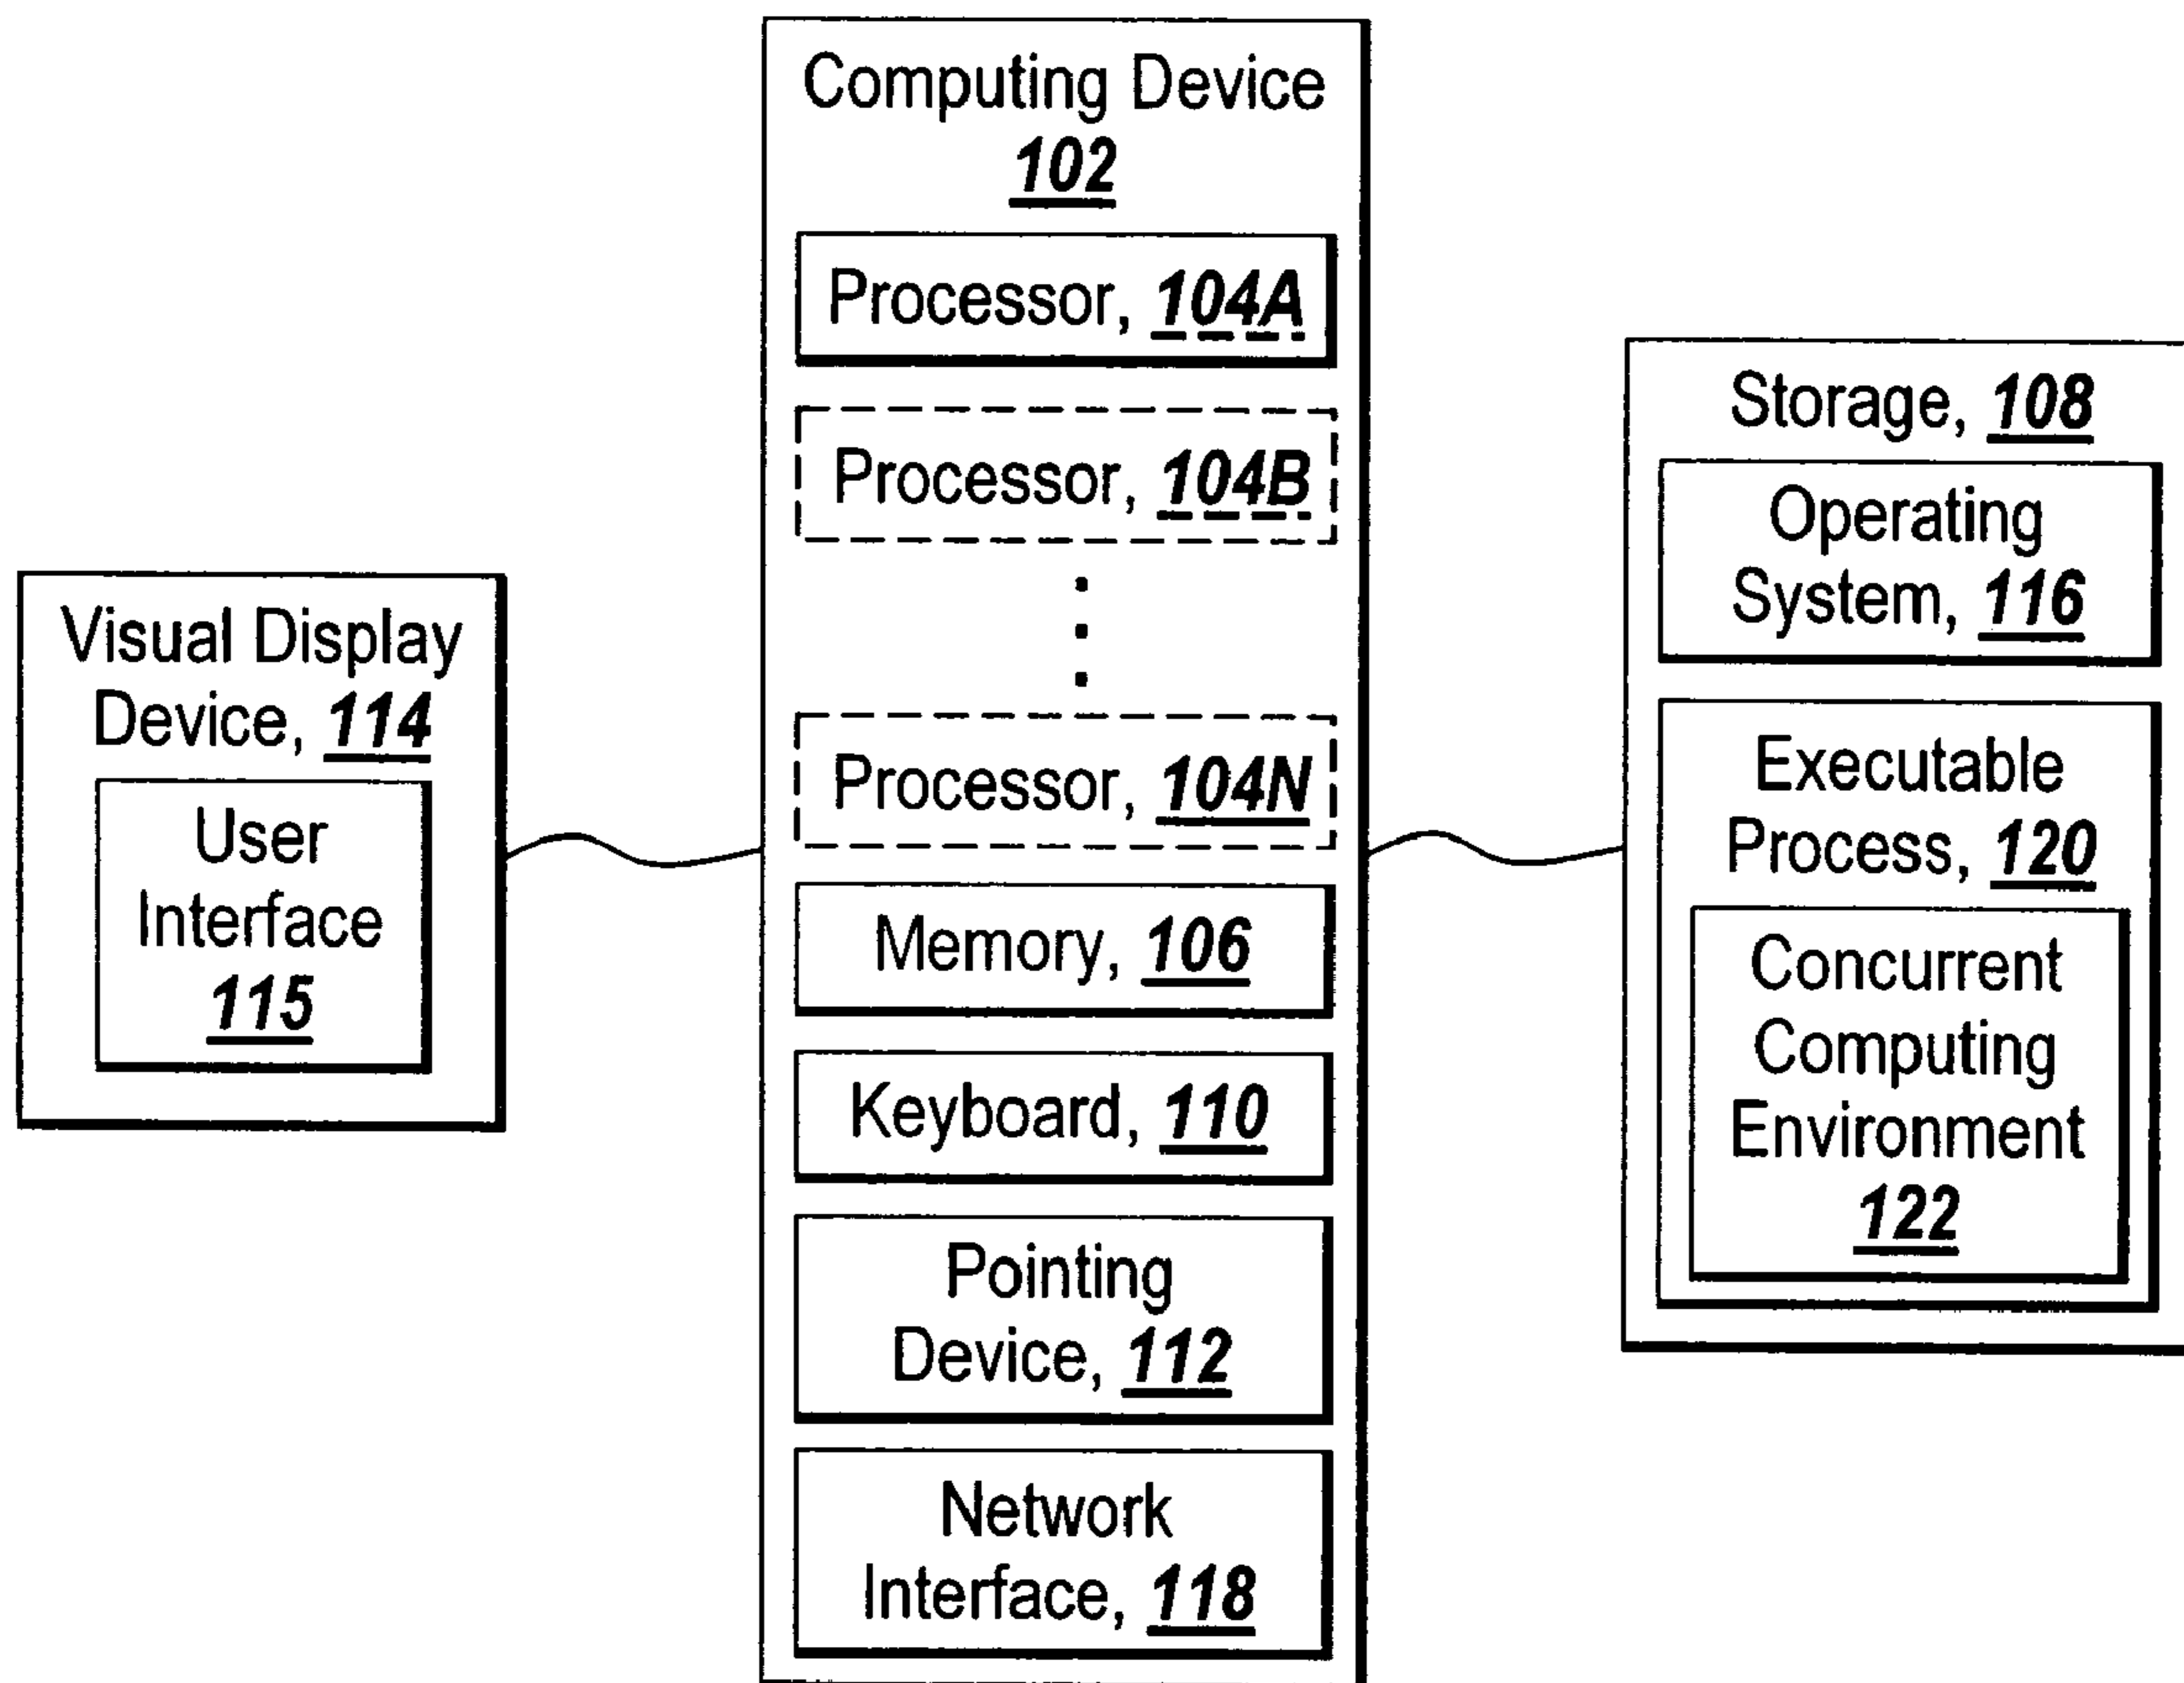 Computing Device
102
Processor, 104A
Processor, 104B
Processor, 104N
Memory, 106
Keyboard, 110
Pointing
Device, 112
Network
Interface, 118
Visual Display
Device, 114
User
Interface
115
Storage, 108
Operating
System, 116
Executable
Process, 120
Concurrent
Computing
Environment
122